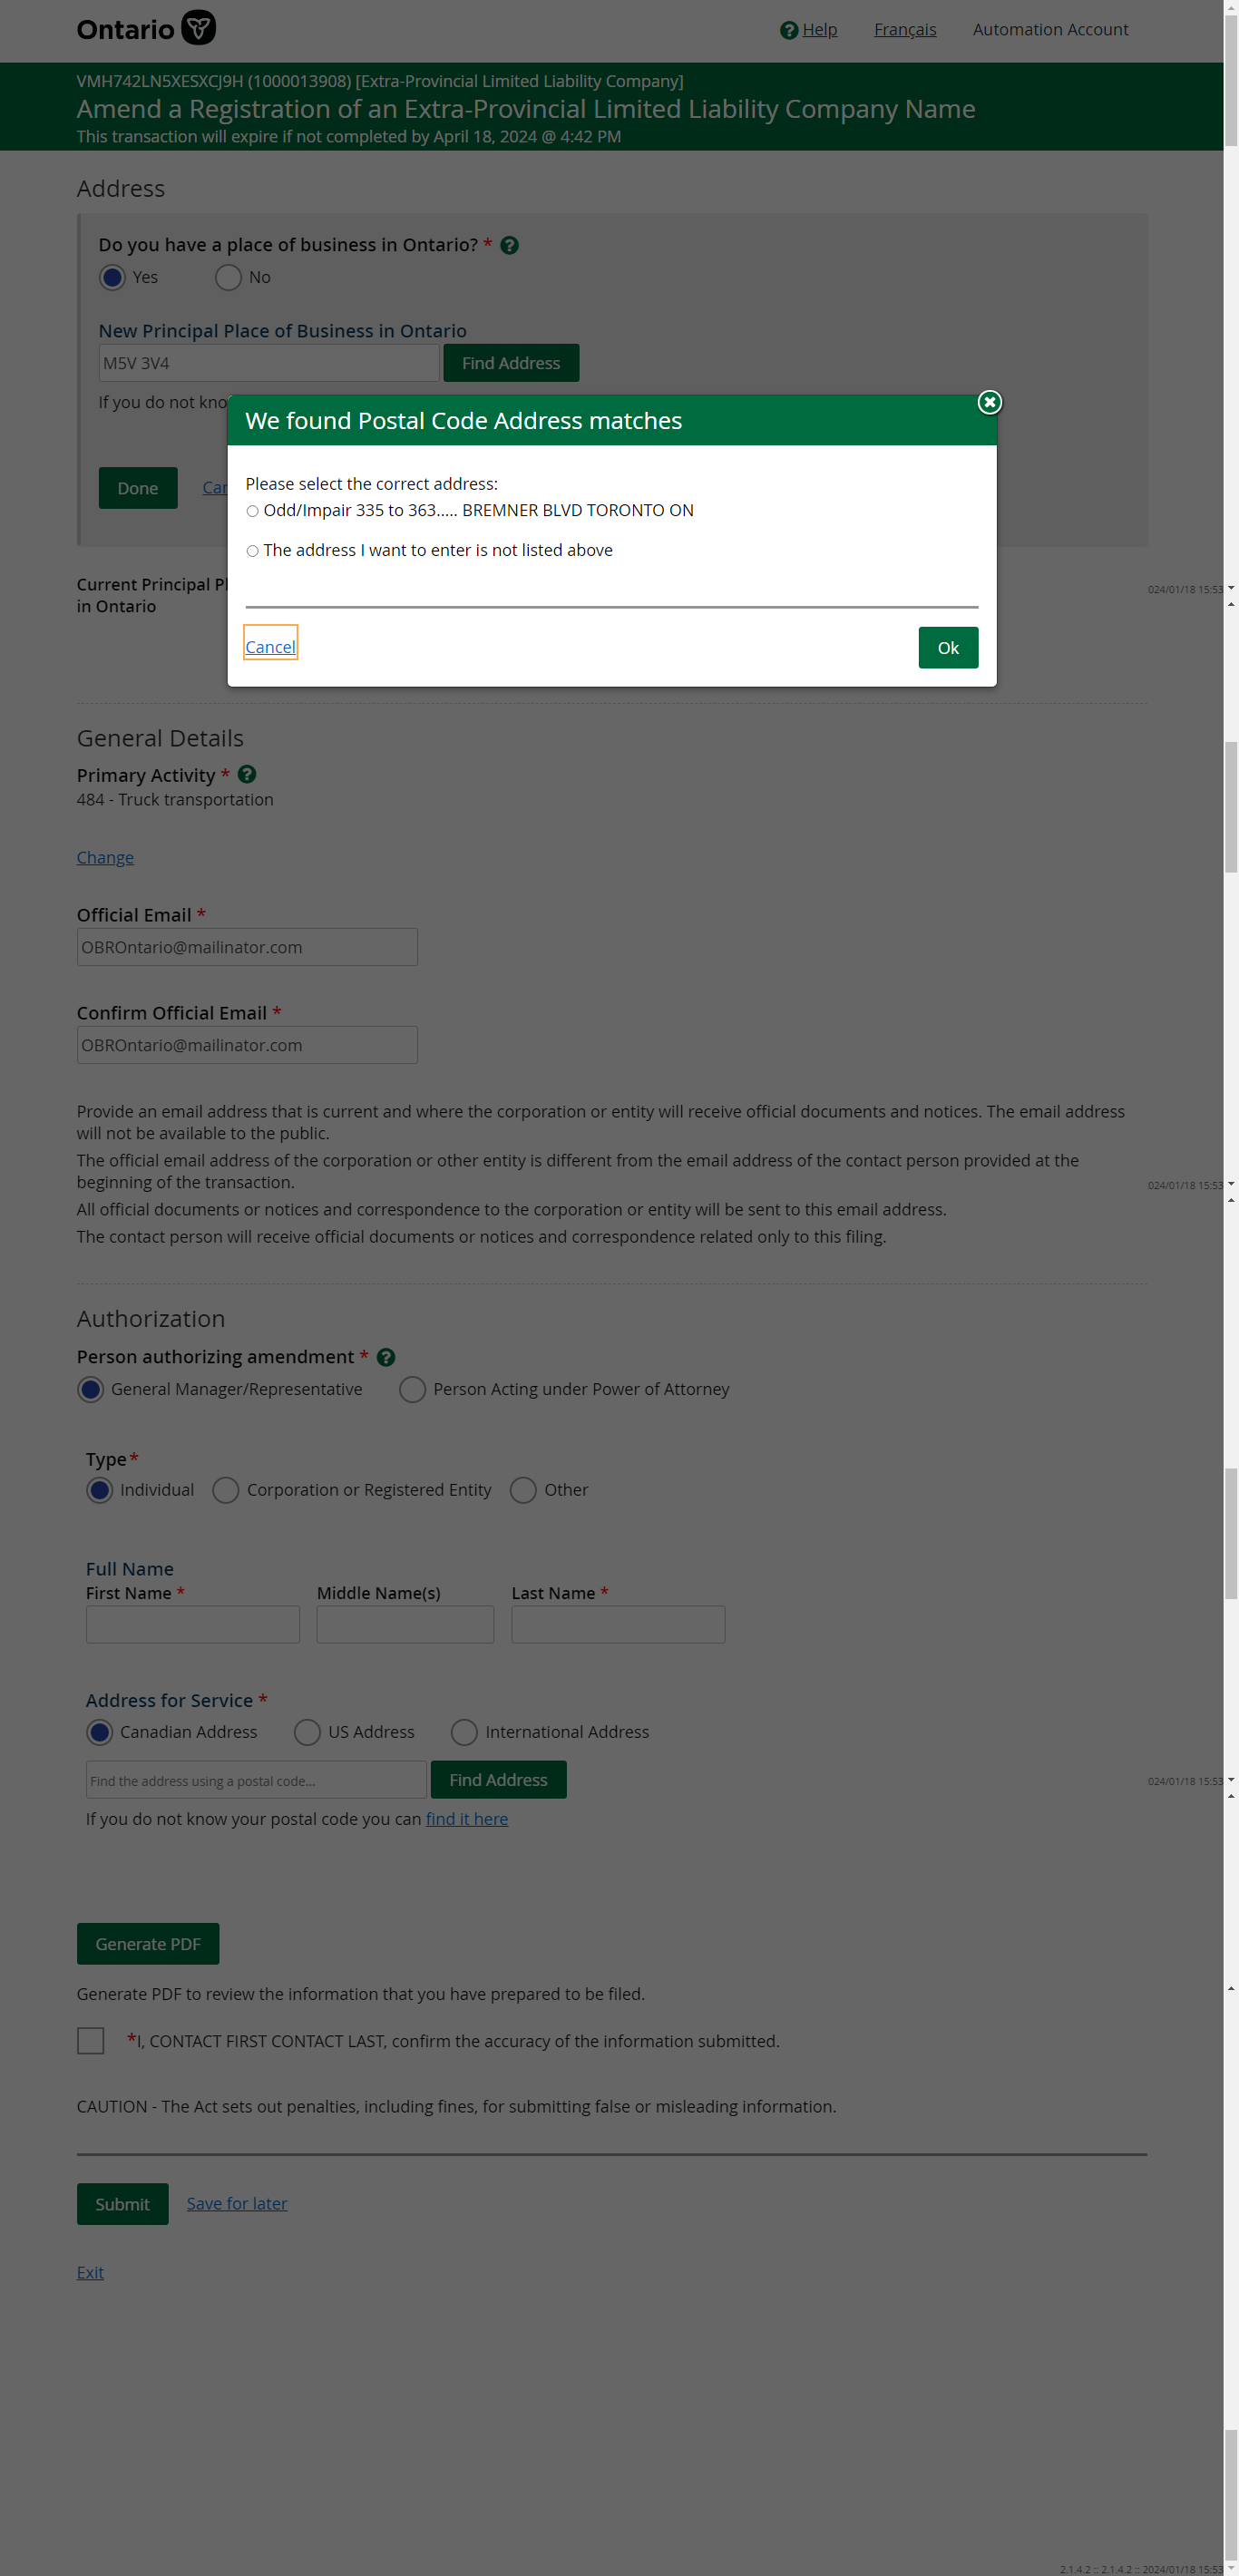 Ontario
Help Français Automation Account
VMH742LN5XESXCJ9H (1000013908) [Extra-Provincial Limited Liability Company]
Amend a Registration of an Extra-Provincial Limited Liability Company Name
This transaction will expire if not completed by April 18, 2024 @ 4:42 PM
Address
Do you have a place of business in Ontario? *
Yes No
New Principal Place of Business in Ontario
M5V 3V4 Find Address
If you do not kno
We found Postal Code Address matches
Please select the correct address:
Done Can
Odd/Impair 335 to 363..... BREMNER BLVD TORONTO ON
The address I want to enter is not listed above
Current Principal Pl
024/01/18 15:53
in Ontario
Cancel Ok
General Details
Primary Activity *
484 - Truck transportation
Change
Official Email *
OBROntario@mailinator.com
Confirm Official Email *
OBROntario@mailinator.com
Provide an email address that is current and where the corporation or entity will receive official documents and notices. The email address
will not be available to the public.
The official email address of the corporation or other entity is different from the email address of the contact person provided at the
beginning of the transaction.
024/01/18 15:53
All official documents or notices and correspondence to the corporation or entity will be sent to this email address.
The contact person will receive official documents or notices and correspondence related only to this filing.
Authorization
Person authorizing amendment *
General Manager/Representative Person Acting under Power of Attorney
Type *
Individual Corporation or Registered Entity Other
Full Name
First Name * Middle Name(s) Last Name *
Address for Service *
Canadian Address US Address International Address
Find the address using a postal code... Find Address
024/01/18 15:53
If you do not know your postal code you can find it here
Generate PDF
Generate PDF to review the information that you have prepared to be filed.
*I, CONTACT FIRST CONTACT LAST, confirm the accuracy of the information submitted.
CAUTION - The Act sets out penalties, including fines, for submitting false or misleading information.
Submit Save for later
Exit
2.1.4.2 :: 2.1.4.2 :: 2024/01/18 15:53